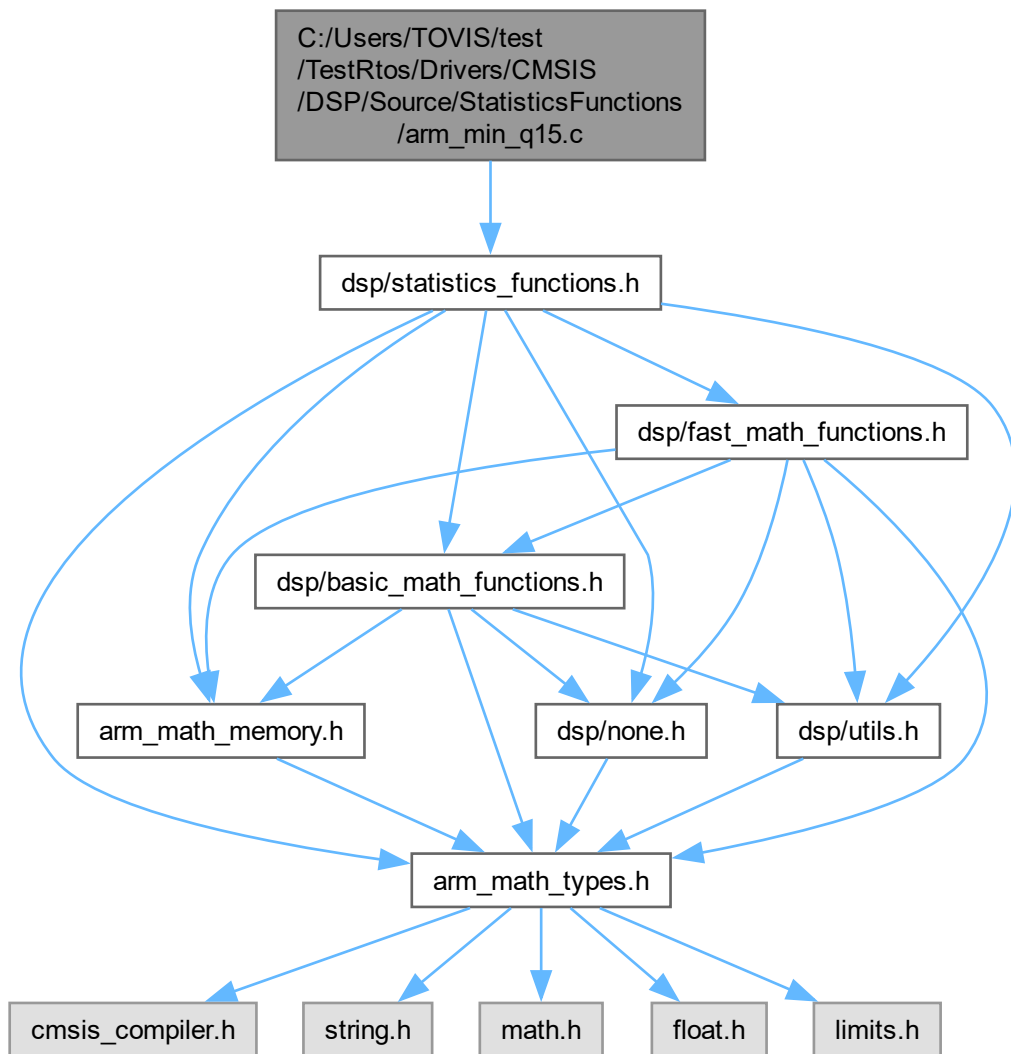 C:/Users/TOVIS/test
/TestRtos/Drivers/CMSIS
/DSP/Source/StatisticsFunctions
/arm_min_q15.c
dsp/statistics_functions.h
dsp/fast_math_functions.h
dsp/basic_math_functions.h
arm_math_memory.h
dsp/none.h
dsp/utils.h
arm_math_types.h
cmsis_compiler.h
string.h
math.h
float.h
limits.h